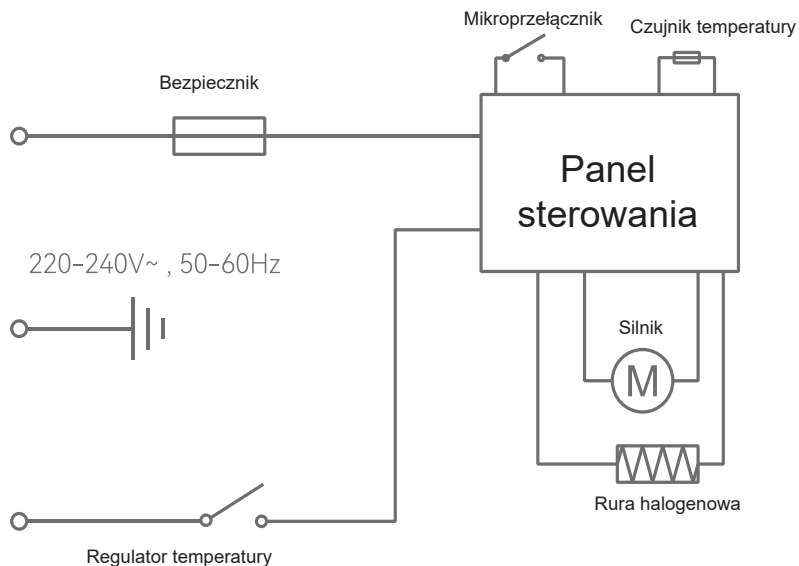 Mikroprzełącznik
Czujnik temperatury
Bezpiecznik
Panel
sterowania
220-240V~ , 50-60Hz
Silnik
M
Rura halogenowa
Regulator temperatury